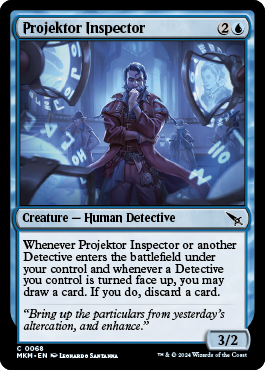 Projektor Inspector 2
Creature — Human Detective
Whenever Projektor Inspector or another
Detective enters the battlefield under
your control and whenever a Detective
you control is turned face up, you may
draw a card. If you do, discard a card.
“Bring up the particulars from yesterday’s
altercation, and enhance.”
3/2
C 0068
MKM • EN Leonardo Santanna
™ & © 2024 Wizards of the Coast